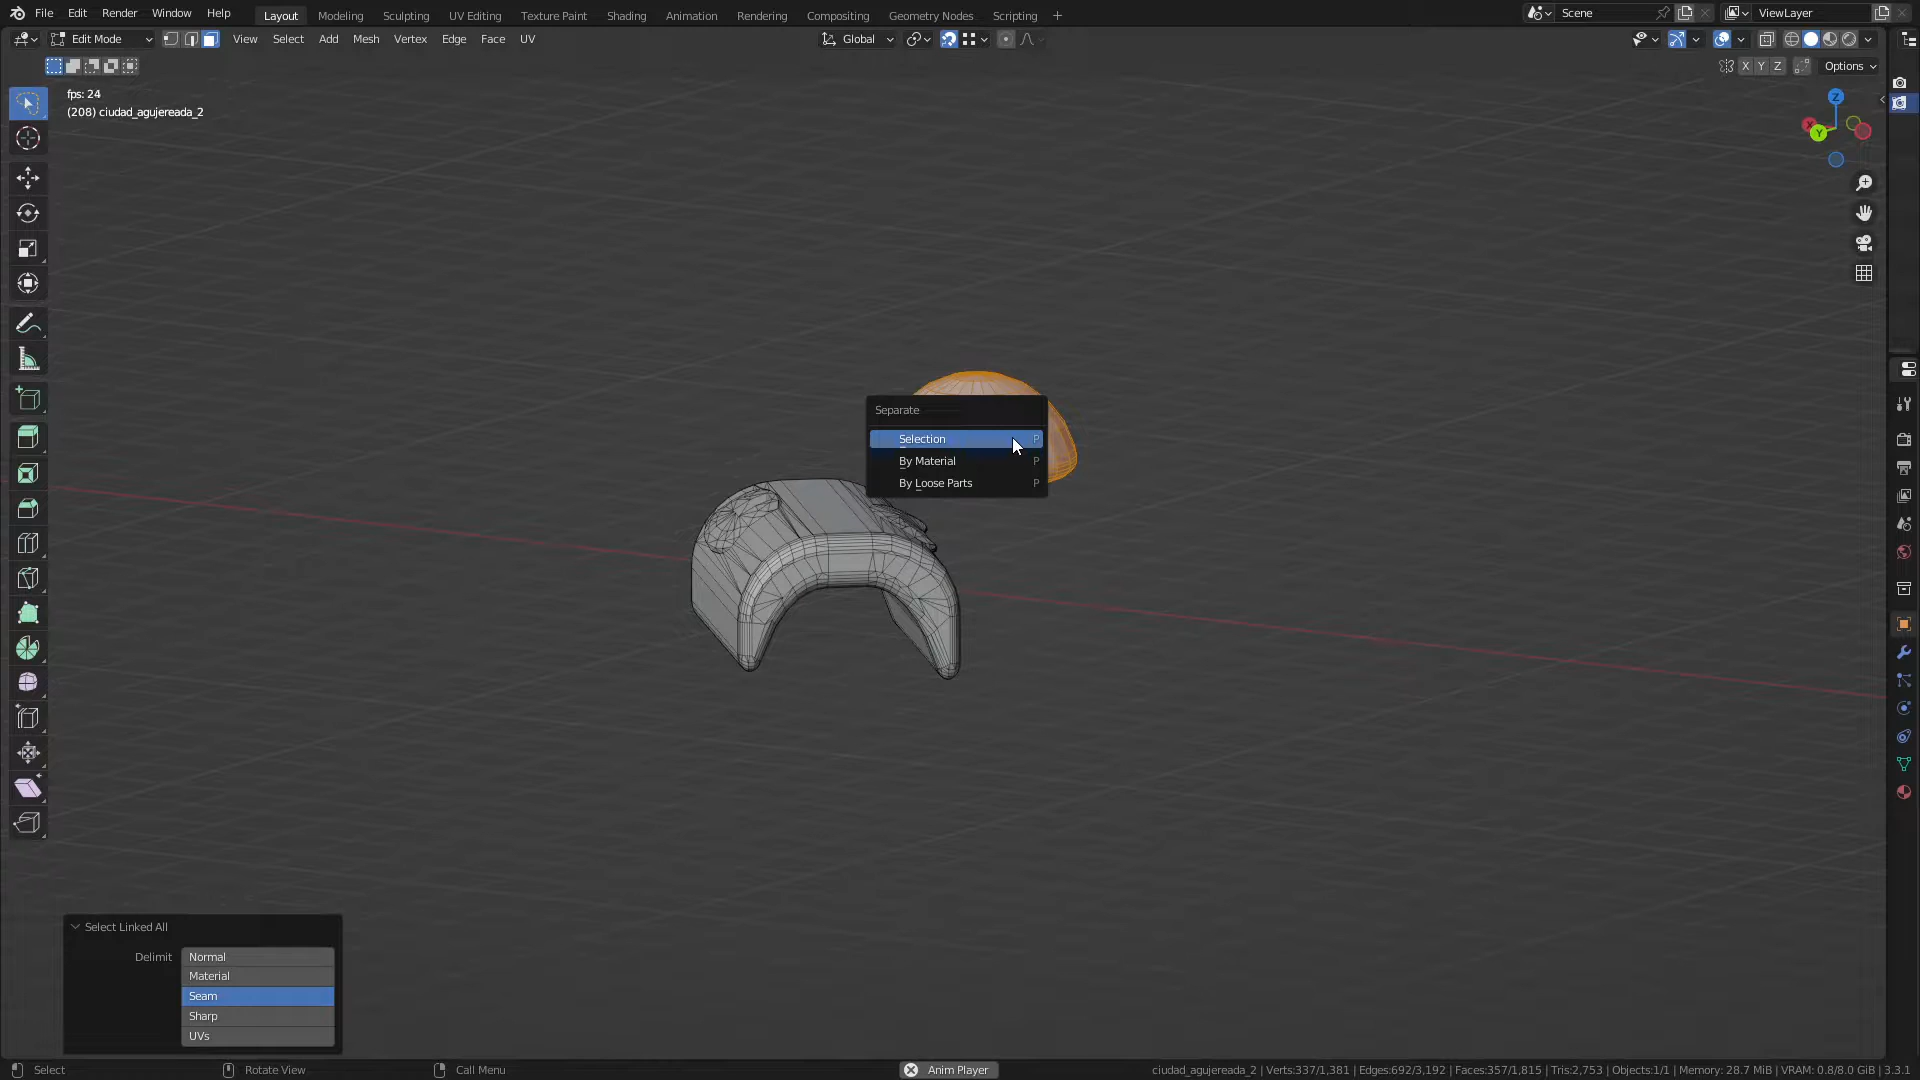 File Edit Render Window Help
Layout Modeling Sculpting UV Editing Texture Paint Shading Animation Rendering Compositing Geometry Nodes Scripting +
Scene
ViewLayer
Edit Mode
View Select Add Mesh Vertex Edge Face UV
Global
X Y Z
Options
fps: 24
(208) ciudad_agujereada_2
Z
X
Y
Separate
Selection P
By Material P
By Loose Parts P
Select Linked All
Delimit
Normal
Material
Seam
Sharp
UVs
Select
Rotate View
Call Menu
Anim Player
ciudad_agujereada_2 | Verts:337/1,381 | Edges:692/3,192 | Faces:357/1,815 | Tris:2,753 | Objects:1/1 | Memory: 28.7 MiB | VRAM: 0.8/8.0 GiB | 3.3.1